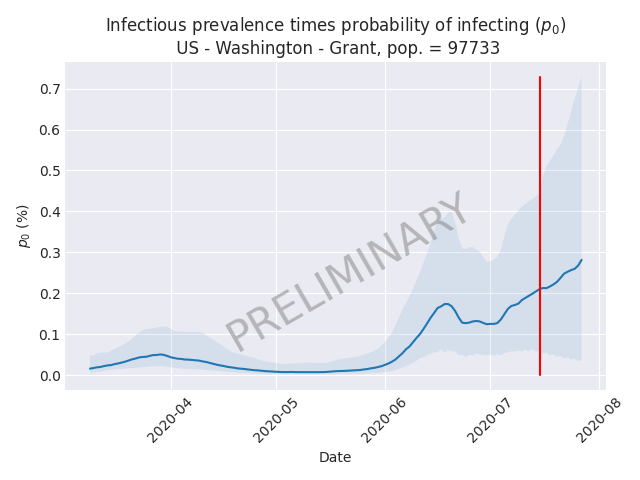 Infectious prevalence times probability of infecting (p₀)
US - Washington - Grant, pop. = 97733
0.7
0.6
0.5
0.4
0.3
0.2
0.1
0.0
p₀ (%)
PRELIMINARY
2020-04
2020-05
2020-06
2020-07
2020-08
Date